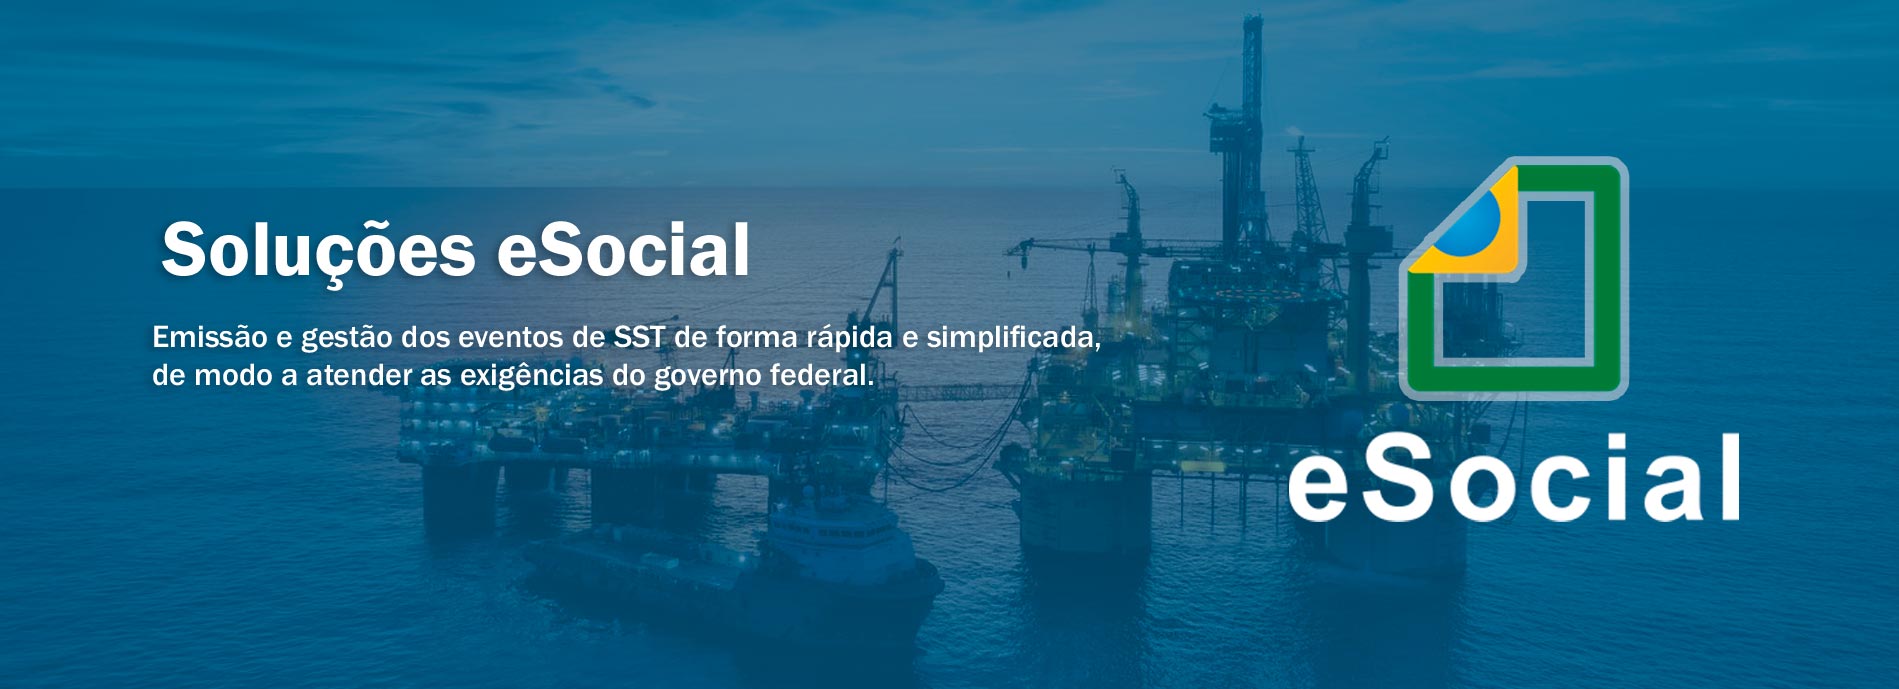 Soluções eSocial
Emissão e gestão dos eventos de SST de forma rápida e simplificada,
de modo a atender as exigências do governo federal.
eSocial